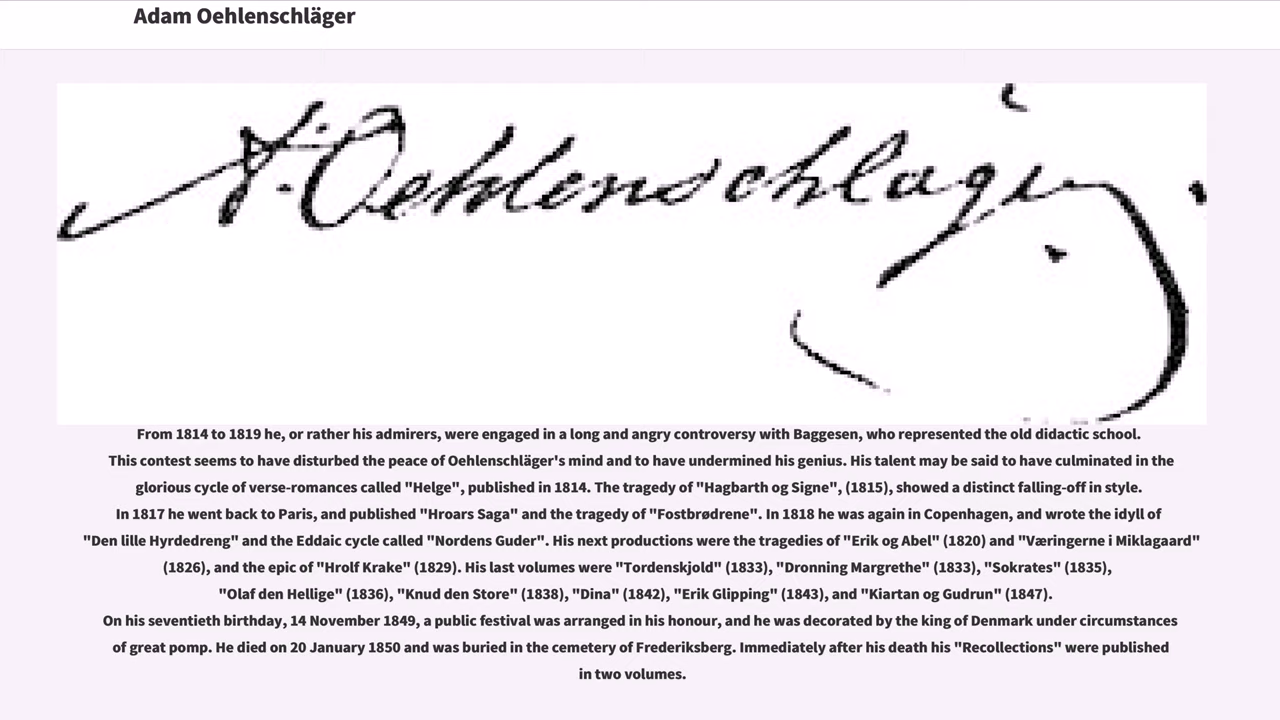 Adam Oehlenschläger
A. Oehlenschläger
From 1814 to 1819 he, or rather his admirers, were engaged in a long and angry controversy with Baggesen, who represented the old didactic school.
This contest seems to have disturbed the peace of Oehlenschläger's mind and to have undermined his genius. His talent may be said to have culminated in the
glorious cycle of verse-romances called "Helge", published in 1814. The tragedy of "Hagbarth og Signe", (1815), showed a distinct falling-off in style.
In 1817 he went back to Paris, and published "Hroars Saga" and the tragedy of "Fostbrødrene". In 1818 he was again in Copenhagen, and wrote the idyll of
"Den lille Hyrdedreng" and the Eddaic cycle called "Nordens Guder". His next productions were the tragedies of "Erik og Abel" (1820) and "Væringerne i Miklagaard"
(1826), and the epic of "Hrolf Krake" (1829). His last volumes were "Tordenskjold" (1833), "Dronning Margrethe" (1833), "Sokrates" (1835),
"Olaf den Hellige" (1836), "Knud den Store" (1838), "Dina" (1842), "Erik Glipping" (1843), and "Kiartan og Gudrun" (1847).
On his seventieth birthday, 14 November 1849, a public festival was arranged in his honour, and he was decorated by the king of Denmark under circumstances
of great pomp. He died on 20 January 1850 and was buried in the cemetery of Frederiksberg. Immediately after his death his "Recollections" were published
in two volumes.